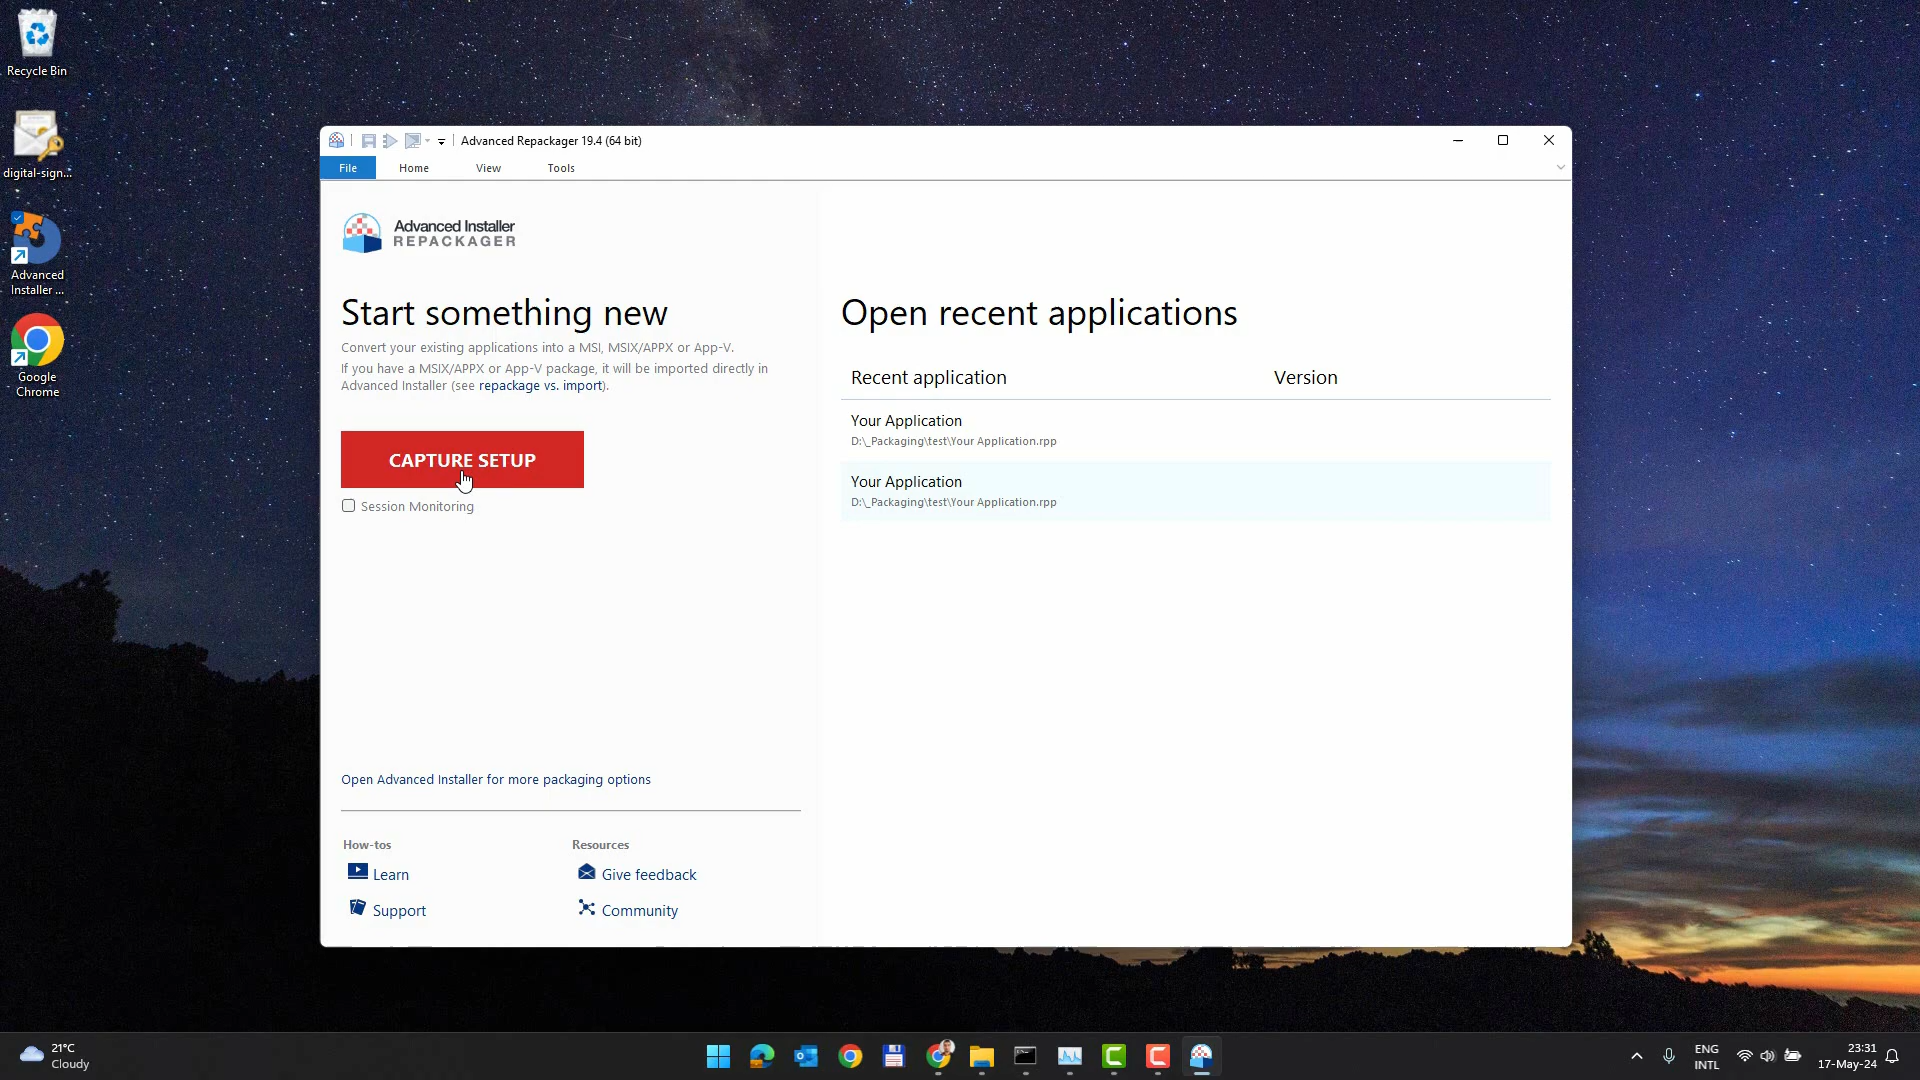 Recycle Bin
digital-sign...
Advanced
Installer ...
Google
Chrome
Advanced Repackager 19.4 (64 bit)
File
Home
View
Tools
Advanced Installer
REPACKAGER
Start something new
Convert your existing applications into a MSI, MSIX/APPX or App-V.
If you have a MSIX/APPX or App-V package, it will be imported directly in
Advanced Installer (see repackage vs. import).
CAPTURE SETUP
Session Monitoring
Open Advanced Installer for more packaging options
How-tos
Learn
Support
Resources
Give feedback
Community
Open recent applications
Recent application
Version
Your Application
D:\_Packaging\test\Your Application.rpp
Your Application
D:\_Packaging\test\Your Application.rpp
21°C
Cloudy
ENG
INTL
23:31
17-May-24